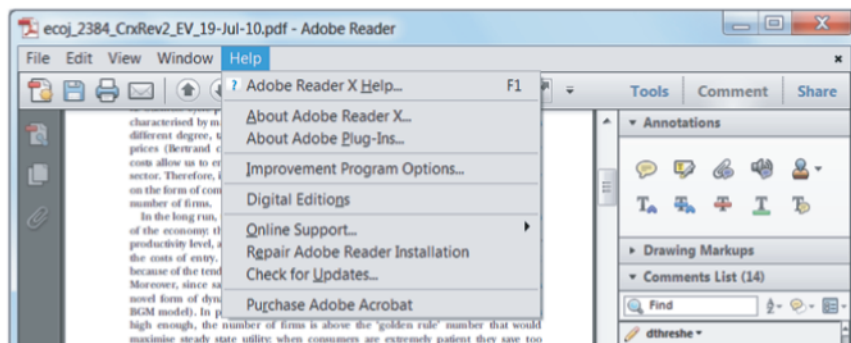 ecoj_2384_CrxRev2_EV_19-Jul-10.pdf - Adobe Reader
File Edit View Window Help
Tools Comment Share
? Adobe Reader X Help... F1
About Adobe Reader X...
About Adobe Plug-Ins...
Improvement Program Options...
Digital Editions
Online Support...
Repair Adobe Reader Installation
Check for Updates...
Purchase Adobe Acrobat
characterised by m
different degree,
prices (Bertrand c
costs allow us to er
sector. Therefore, i
on the form of com
number of firms.
In the long run,
of the economy: th
productivity level, a
the costs of entry.
because of the tend
Moreover, since sa
novel form of dyna
BGM model). In p
high enough, the number of firms is above the 'golden rule' number that would
maximise steady state utility: when consumers are extremely patient they save too
Annotations
Drawing Markups
Comments List (14)
Find
dthreshe